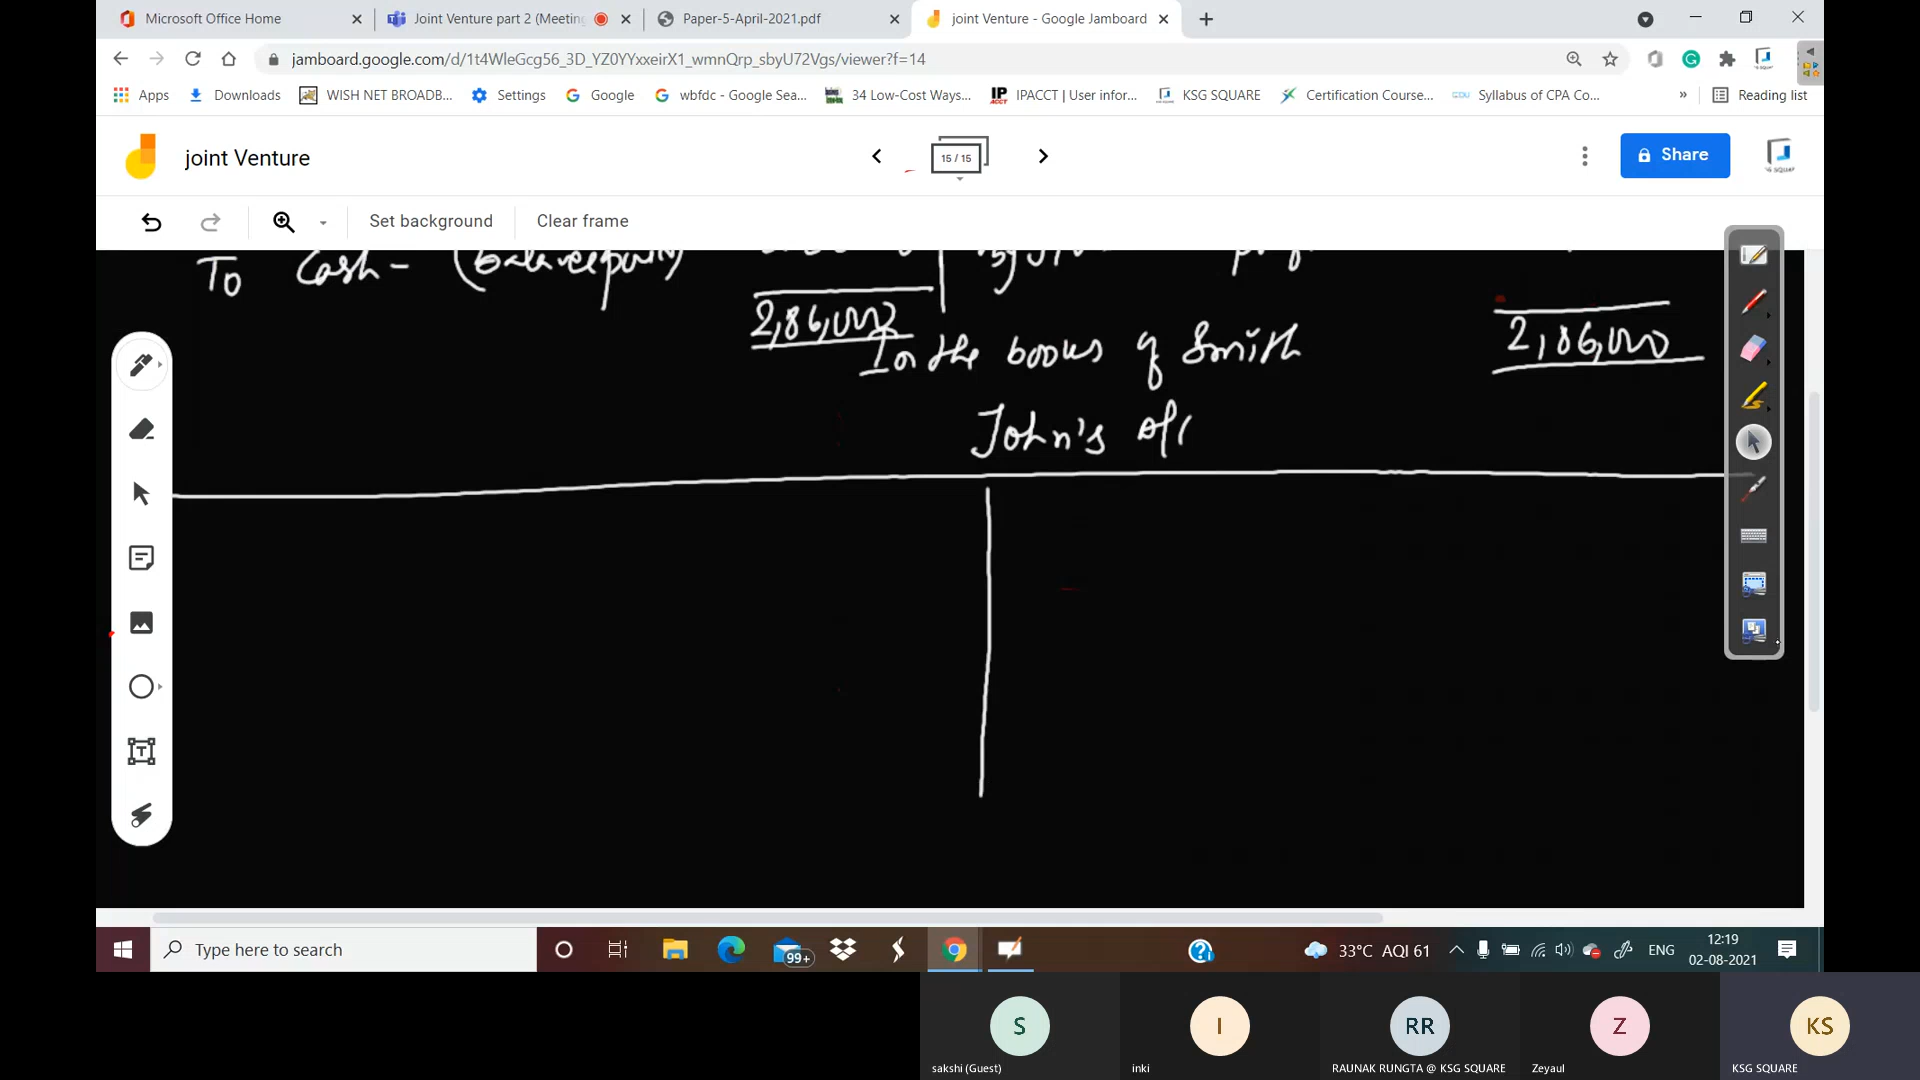 Microsoft Office Home
Joint Venture part 2 (Meetin
Paper-5-April-2021.pdf
joint Venture - Google Jamboard
jamboard.google.com/d/1t4WleGcg56_3D_YZ0YYxxeirX1_wmnQrp_sbyU72Vgs/viewer?f=14
Apps
Downloads
WISH NET BROADB...
Settings
Google
wbfdc - Google Sea...
34 Low-Cost Ways...
IPACCT | User infor...
KSG SQUARE
Certification Course...
Syllabus of CPA Co...
»
Reading list
joint Venture
15 / 15
Share
Set background
Clear frame
To Cash -
2,86,000
2,86,000
In the books of Smith
John's A/c
Type here to search
99+
33°C AQI 61
ENG
12:19
02-08-2021
S
I
RR
Z
KS
sakshi (Guest)
inki
RAUNAK RUNGTA @ KSG SQUARE
Zeyaul
KSG SQUARE